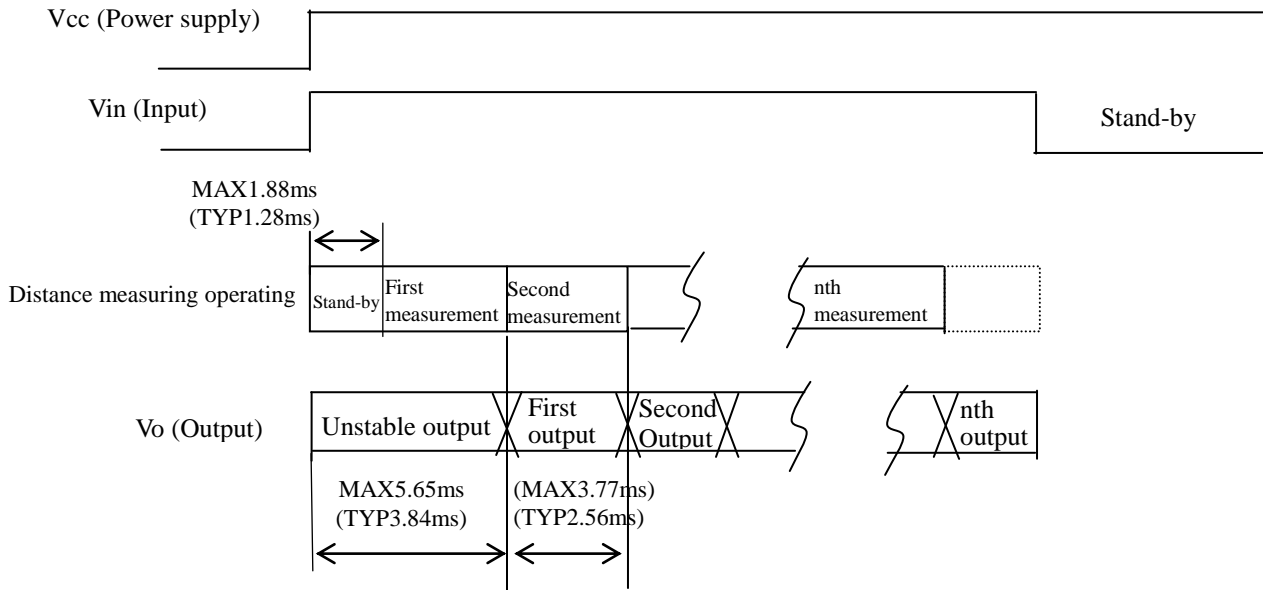 Vcc (Power supply)
Vin (Input)
Stand-by
MAX1.88ms
(TYP1.28ms)
Distance measuring operating
Stand-by
First
measurement
Second
measurement
nth
measurement
Vo (Output)
Unstable output
First
output
Second
Output
nth
output
MAX5.65ms
(TYP3.84ms)
(MAX3.77ms)
(TYP2.56ms)